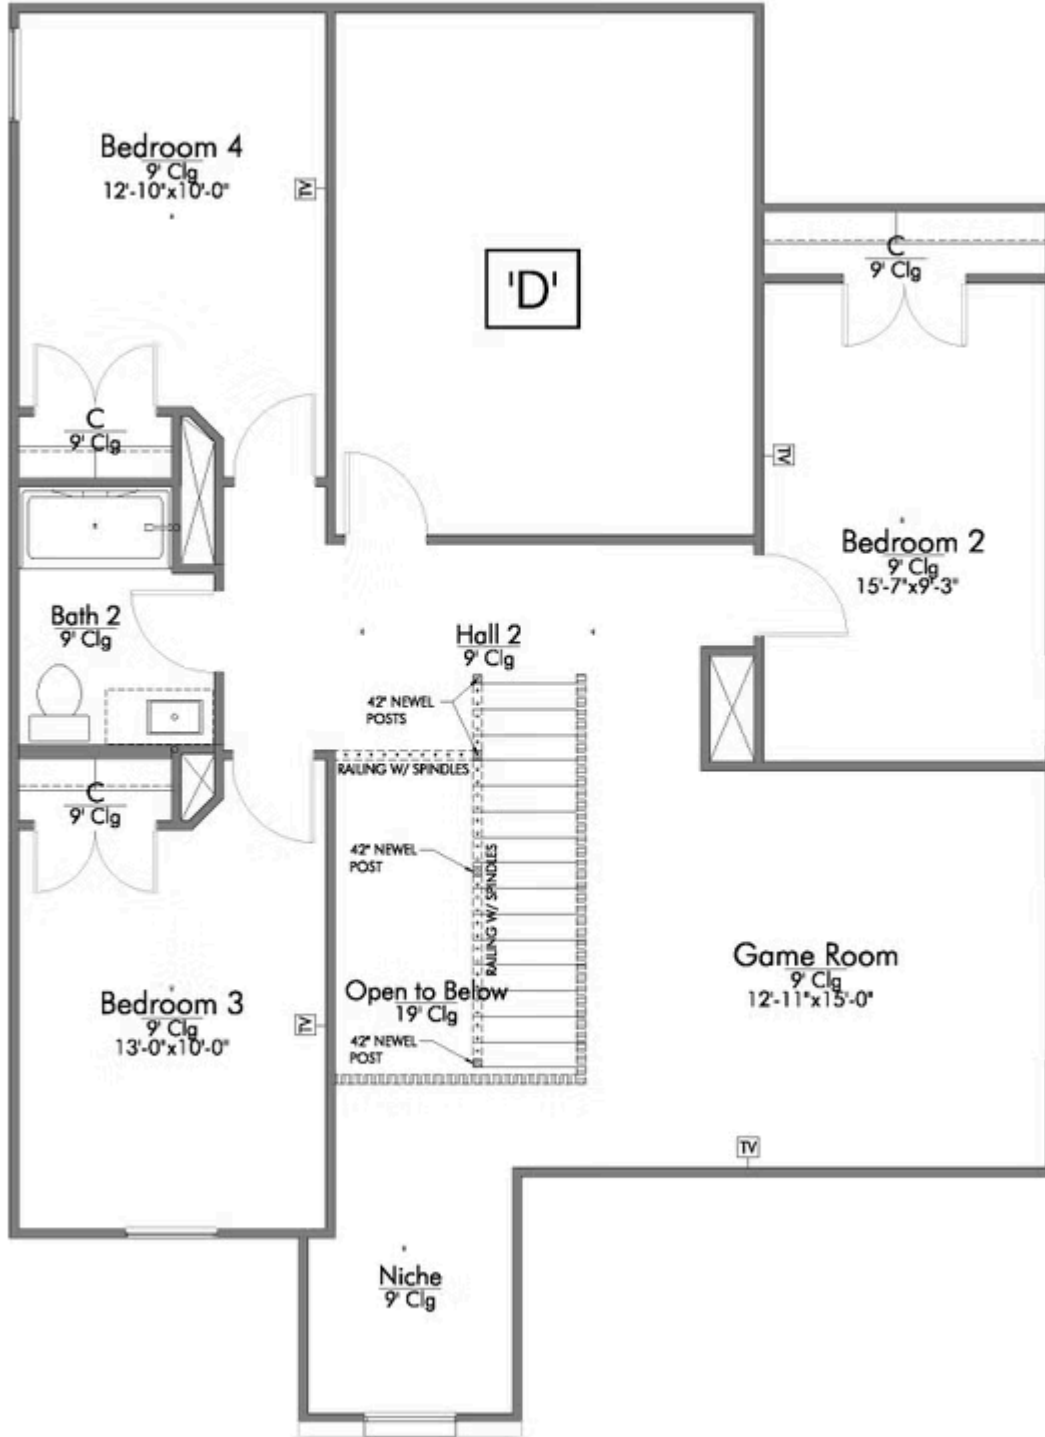 Bedroom 4
9' Clg
12'-10"x10'-0"
TV
'D'
C
9' Clg
C
9' Clg
TV
Bedroom 2
9' Clg
15'-7"x9'-3"
Bath 2
9' Clg
Hall 2
9' Clg
42" NEWEL
POSTS
RAILING W/ SPINDLES
C
9' Clg
42" NEWEL
POST
RAILING W/ SPINDLES
Game Room
9' Clg
12'-11"x15'-0"
Bedroom 3
9' Clg
13'-0"x10'-0"
TV
Open to Below
19' Clg
42" NEWEL
POST
TV
Niche
9' Clg